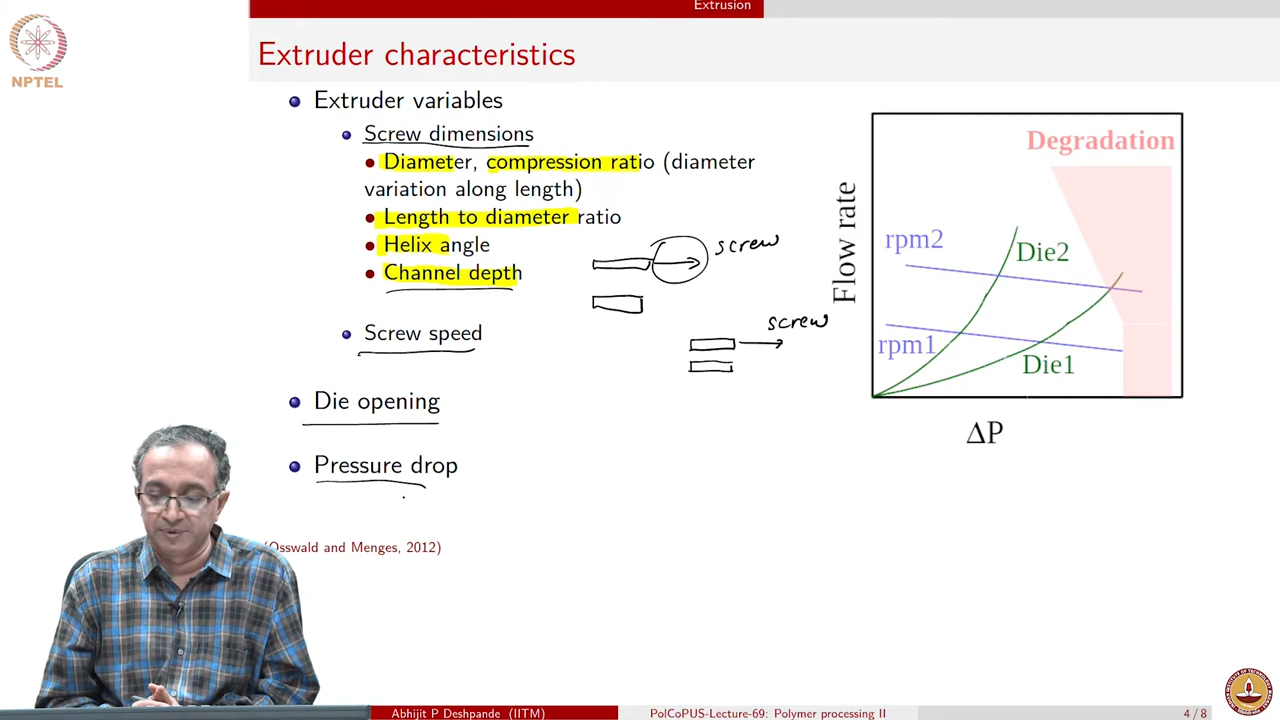 Extrusion
NPTEL
Extruder characteristics
Extruder variables
Screw dimensions
Diameter, compression ratio (diameter
variation along length)
Length to diameter ratio
Helix angle
Channel depth
screw
screw
Screw speed
Die opening
Pressure drop
(Osswald and Menges, 2012)
Degradation
Flow rate
rpm2
Die2
rpm1
Die1
ΔP
Abhijit P Deshpande (IITM)
PolCoPUS-Lecture-69: Polymer processing II
4 / 8